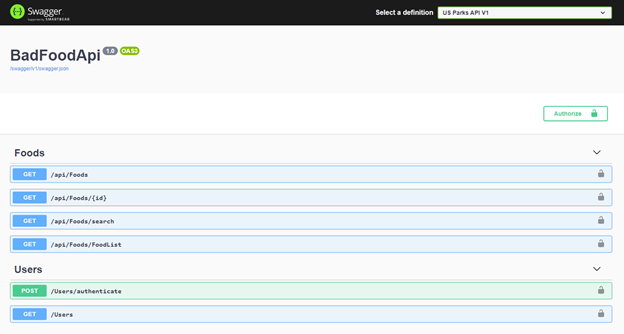 Swagger
Supported by SMARTBEAR
Select a definition
US Parks API V1
BadFoodApi 1.0 OAS3
/swagger/v1/swagger.json
Authorize
Foods
GET /api/Foods
GET /api/Foods/{id}
GET /api/Foods/search
GET /api/Foods/FoodList
Users
POST /Users/authenticate
GET /Users